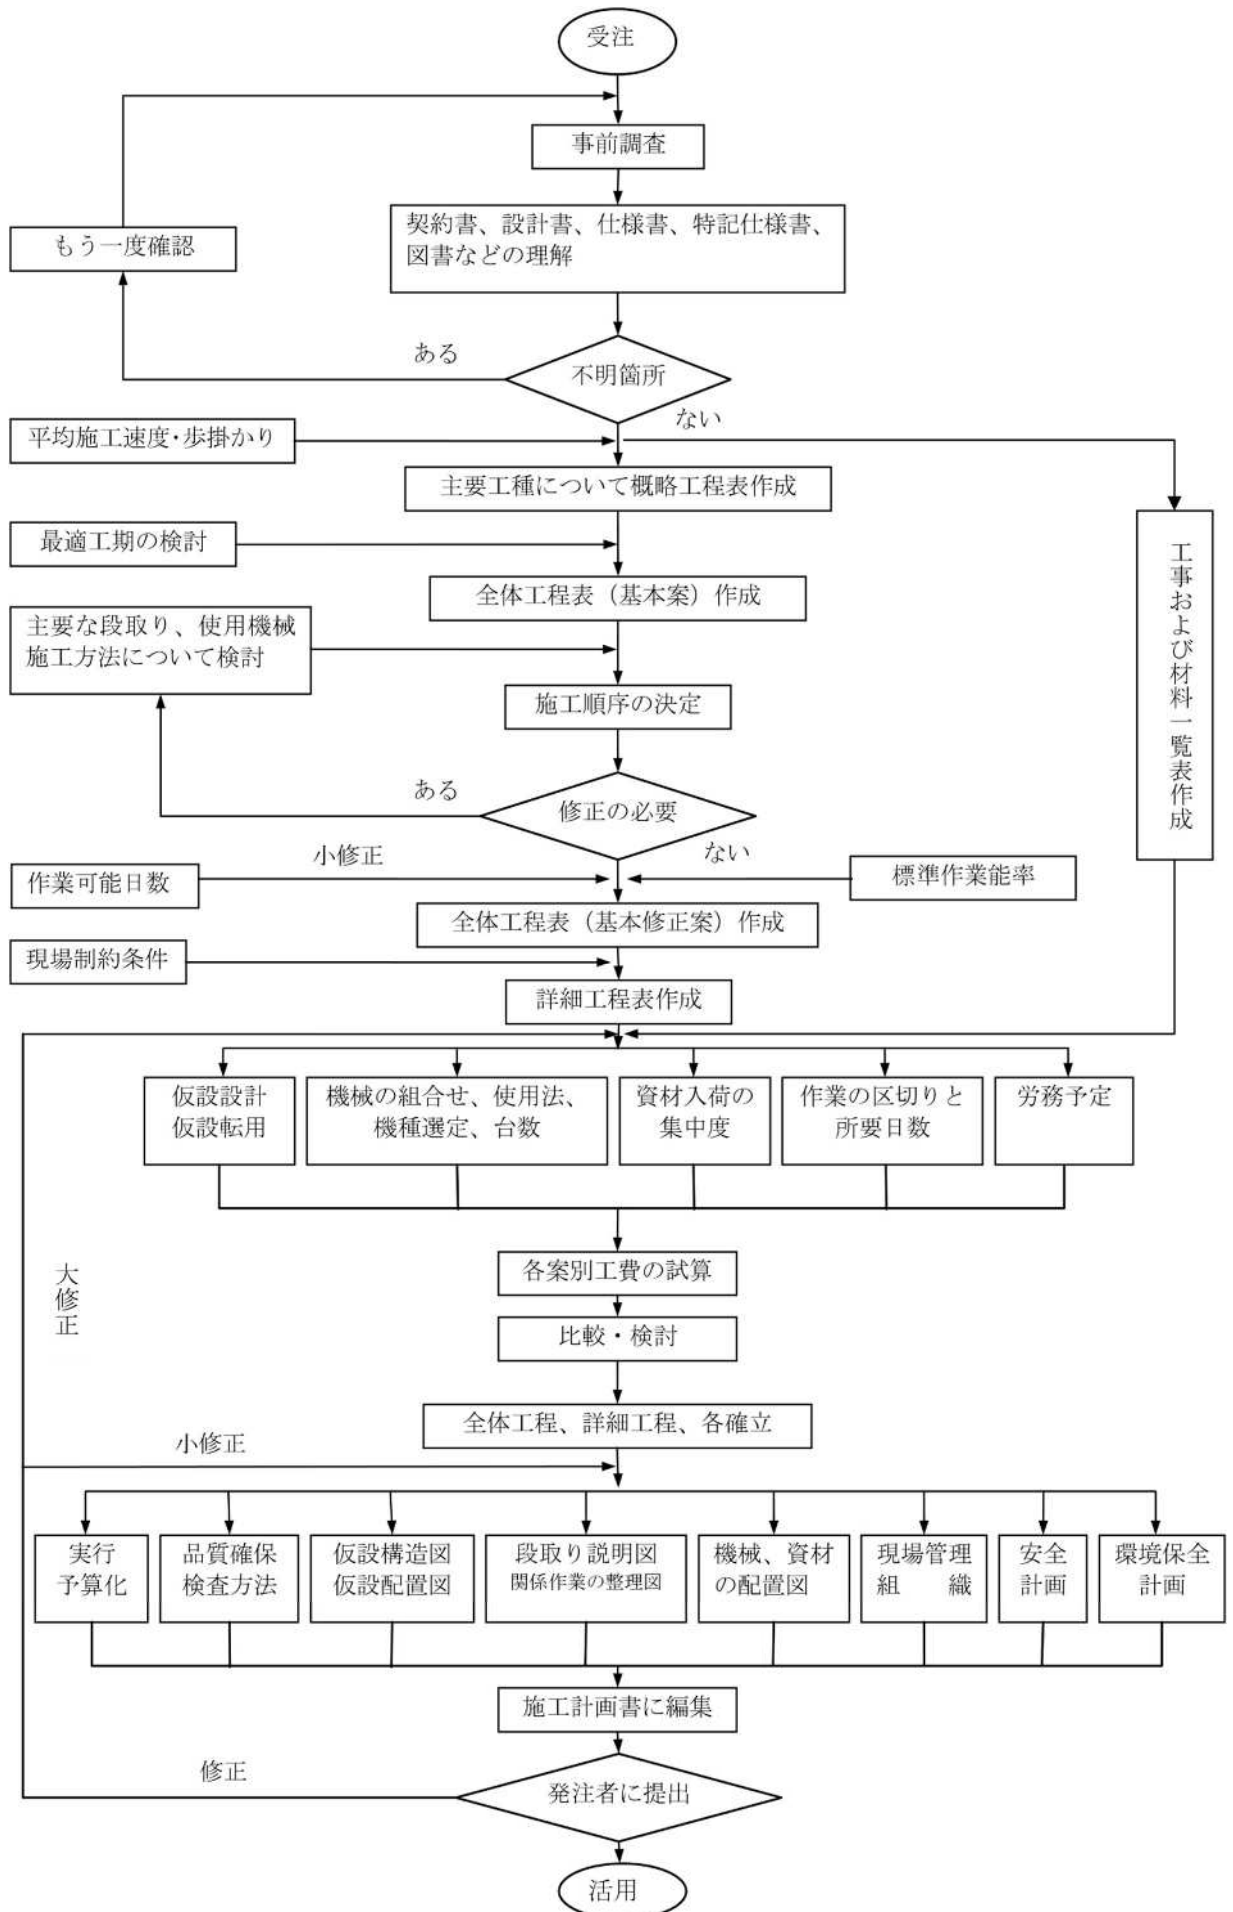 受注
事前調査
契約書、設計書、仕様書、特記仕様書、
図書などの理解
もう一度確認
ある
不明箇所
ない
平均施工速度・歩掛かり
主要工種について概略工程表作成
最適工期の検討
全体工程表（基本案）作成
主要な段取り、使用機械
施工方法について検討
施工順序の決定
工事および材料一覧表作成
ある
修正の必要
小修正
ない
作業可能日数
標準作業能率
全体工程表（基本修正案）作成
現場制約条件
詳細工程表作成
仮設設計
仮設転用
機械の組合せ、使用法、
機種選定、台数
資材入荷の
集中度
作業の区切りと
所要日数
労務予定
各案別工費の試算
大修正
比較・検討
全体工程、詳細工程、各確立
小修正
実行
予算化
品質確保
検査方法
仮設構造図
仮設配置図
段取り説明図
関係作業の整理図
機械、資材
の配置図
現場管理
組　織
安全
計画
環境保全
計画
施工計画書に編集
修正
発注者に提出
活用